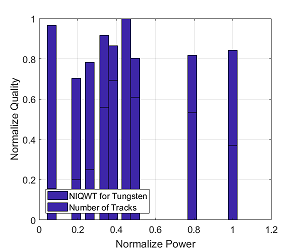 1
0.8
0.6
0.4
0.2
0
Normalize Quality
NIQWT for Tungsten
Number of Tracks
0 0.2 0.4 0.6 0.8 1 1.2
Normalize Power